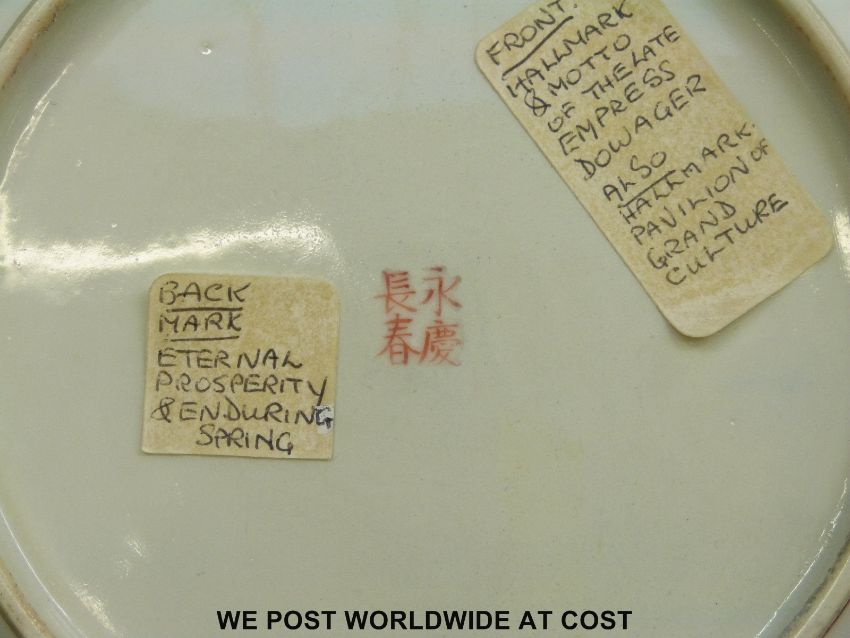 FRONT.
HALLMARK
& MOTTO
OF THE LATE
EMPRESS
DOWAGER
ALSO
HALLMARK.
PAVILION OF
GRAND
CULTURE
BACK
MARK
ETERNAL
PROSPERITY
& ENDURING
SPRING
永慶
長春
WE POST WORLDWIDE AT COST